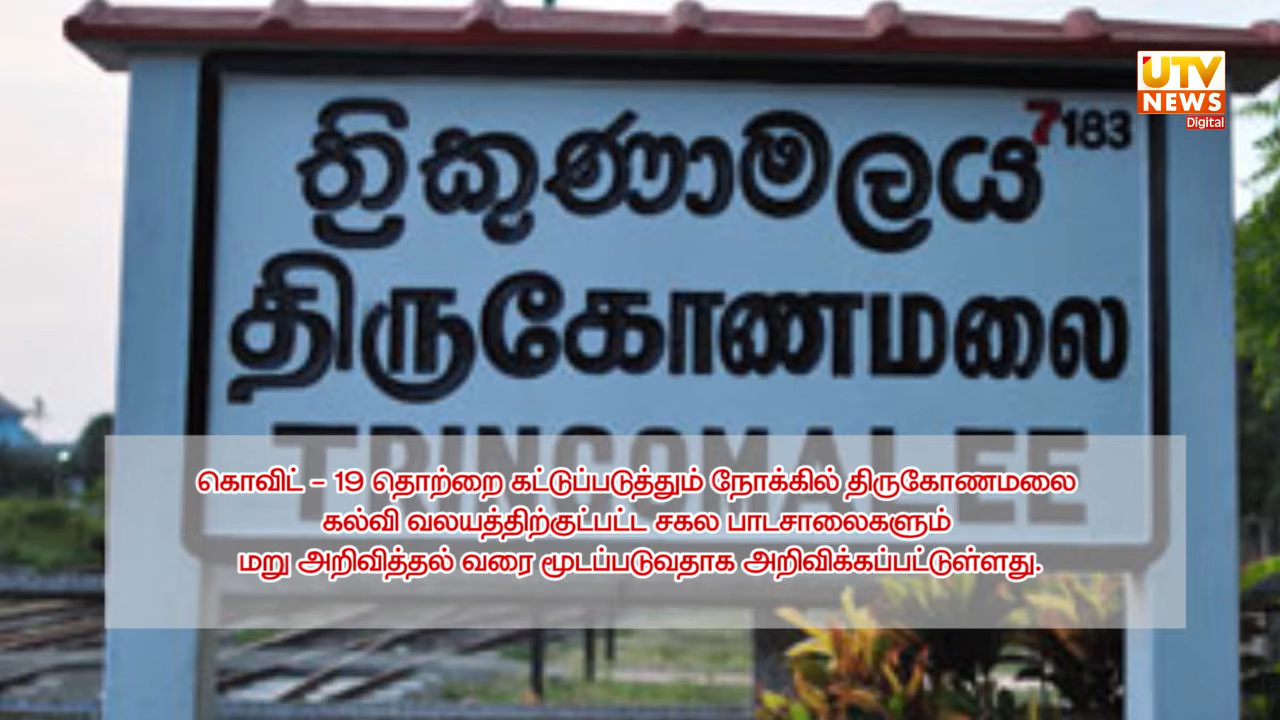 UTV
NEWS
Digital
7183
ත්‍රිකුණාමලය
திருகோணமலை
TRINCOMALEE
கொவிட் – 19 தொற்றை கட்டுப்படுத்தும் நோக்கில் திருகோணமலை
கல்வி வலயத்திற்குட்பட்ட சகல பாடசாலைகளும்
மறு அறிவித்தல் வரை மூடப்படுவதாக அறிவிக்கப்பட்டுள்ளது.